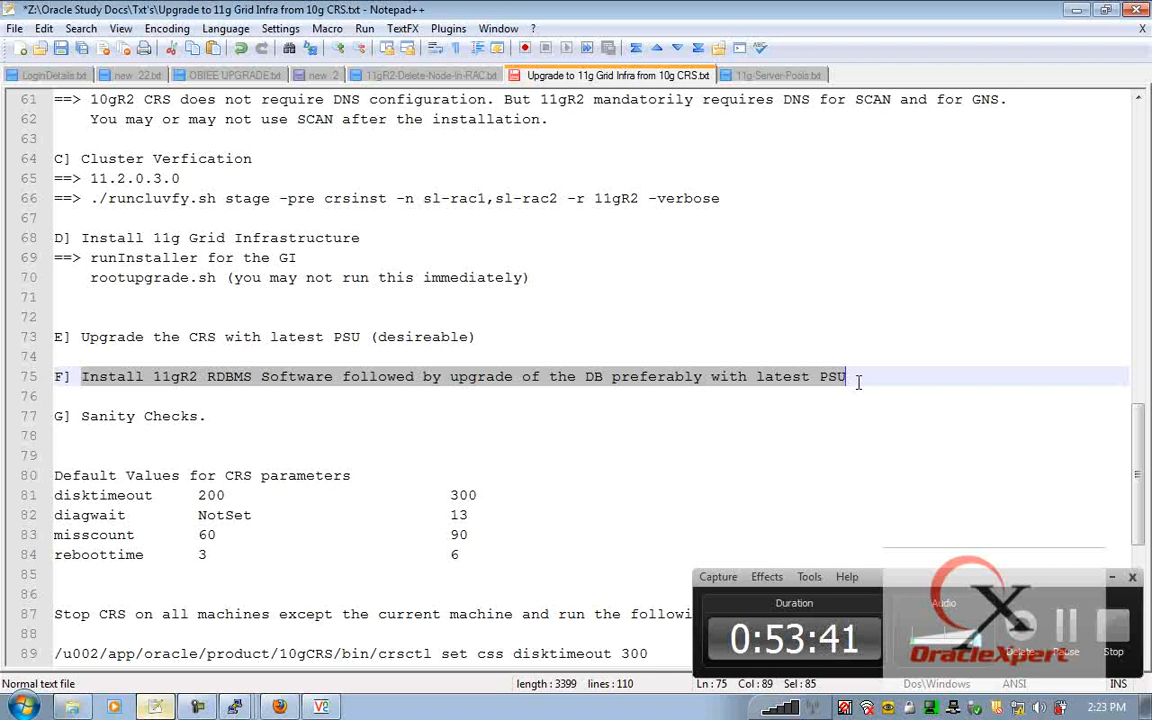 *Z:\Oracle Study Docs\Txt's\Upgrade to 11g Grid Infra from 10g CRS.txt - Notepad++
File Edit Search View Encoding Language Settings Macro Run TextFX Plugins Window ?
X
LoginDetails.txt new 22.txt OBIEE UPGRADE.txt new 2 11gR2-Delete-Node-In-RAC.txt Upgrade to 11g Grid Infra from 10g CRS.txt 11g-Server-Pools.txt
61 ==> 10gR2 CRS does not require DNS configuration. But 11gR2 mandatorily requires DNS for SCAN and for GNS.
62 You may or may not use SCAN after the installation.
63
64 C] Cluster Verfication
65 ==> 11.2.0.3.0
66 ==> ./runcluvfy.sh stage -pre crsinst -n sl-rac1,sl-rac2 -r 11gR2 -verbose
67
68 D] Install 11g Grid Infrastructure
69 ==> runInstaller for the GI
70 rootupgrade.sh (you may not run this immediately)
71
72
73 E] Upgrade the CRS with latest PSU (desireable)
74
75 F] Install 11gR2 RDBMS Software followed by upgrade of the DB preferably with latest PSU
76
77 G] Sanity Checks.
78
79
80 Default Values for CRS parameters
81 disktimeout 200 300
82 diagwait NotSet 13
83 misscount 60 90
84 reboottime 3 6
85
86
87 Stop CRS on all machines except the current machine and run the followi
88
89 /u002/app/oracle/product/10gCRS/bin/crsctl set css disktimeout 300
Capture Effects Tools Help
Duration Audio
0:53:41
Delete Pause Stop
X
OracleXpert
Normal text file length : 3399 lines : 110 Ln : 75 Col : 89 Sel : 85 Dos\Windows ANSI INS
2:23 PM